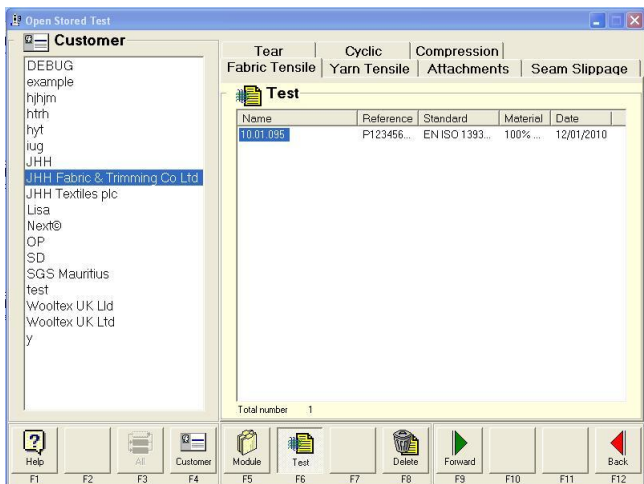 Open Stored Test
Customer
DEBUG
example
hjhjm
htrh
hyt
iug
JHH
JHH Fabric & Trimming Co Ltd
JHH Textiles plc
Lisa
Next©
OP
SD
SGS Mauritius
test
Wooltex UK Lld
Wooltex UK Ltd
y
Tear Cyclic Compression
Fabric Tensile Yarn Tensile Attachments Seam Slippage
Test
Name Reference Standard Material Date
10.01.095 P123456... EN ISO 1393... 100% ... 12/01/2010
Total number 1
Help All Customer Module Test Delete Forward Back
F1 F2 F3 F4 F5 F6 F7 F8 F9 F10 F11 F12